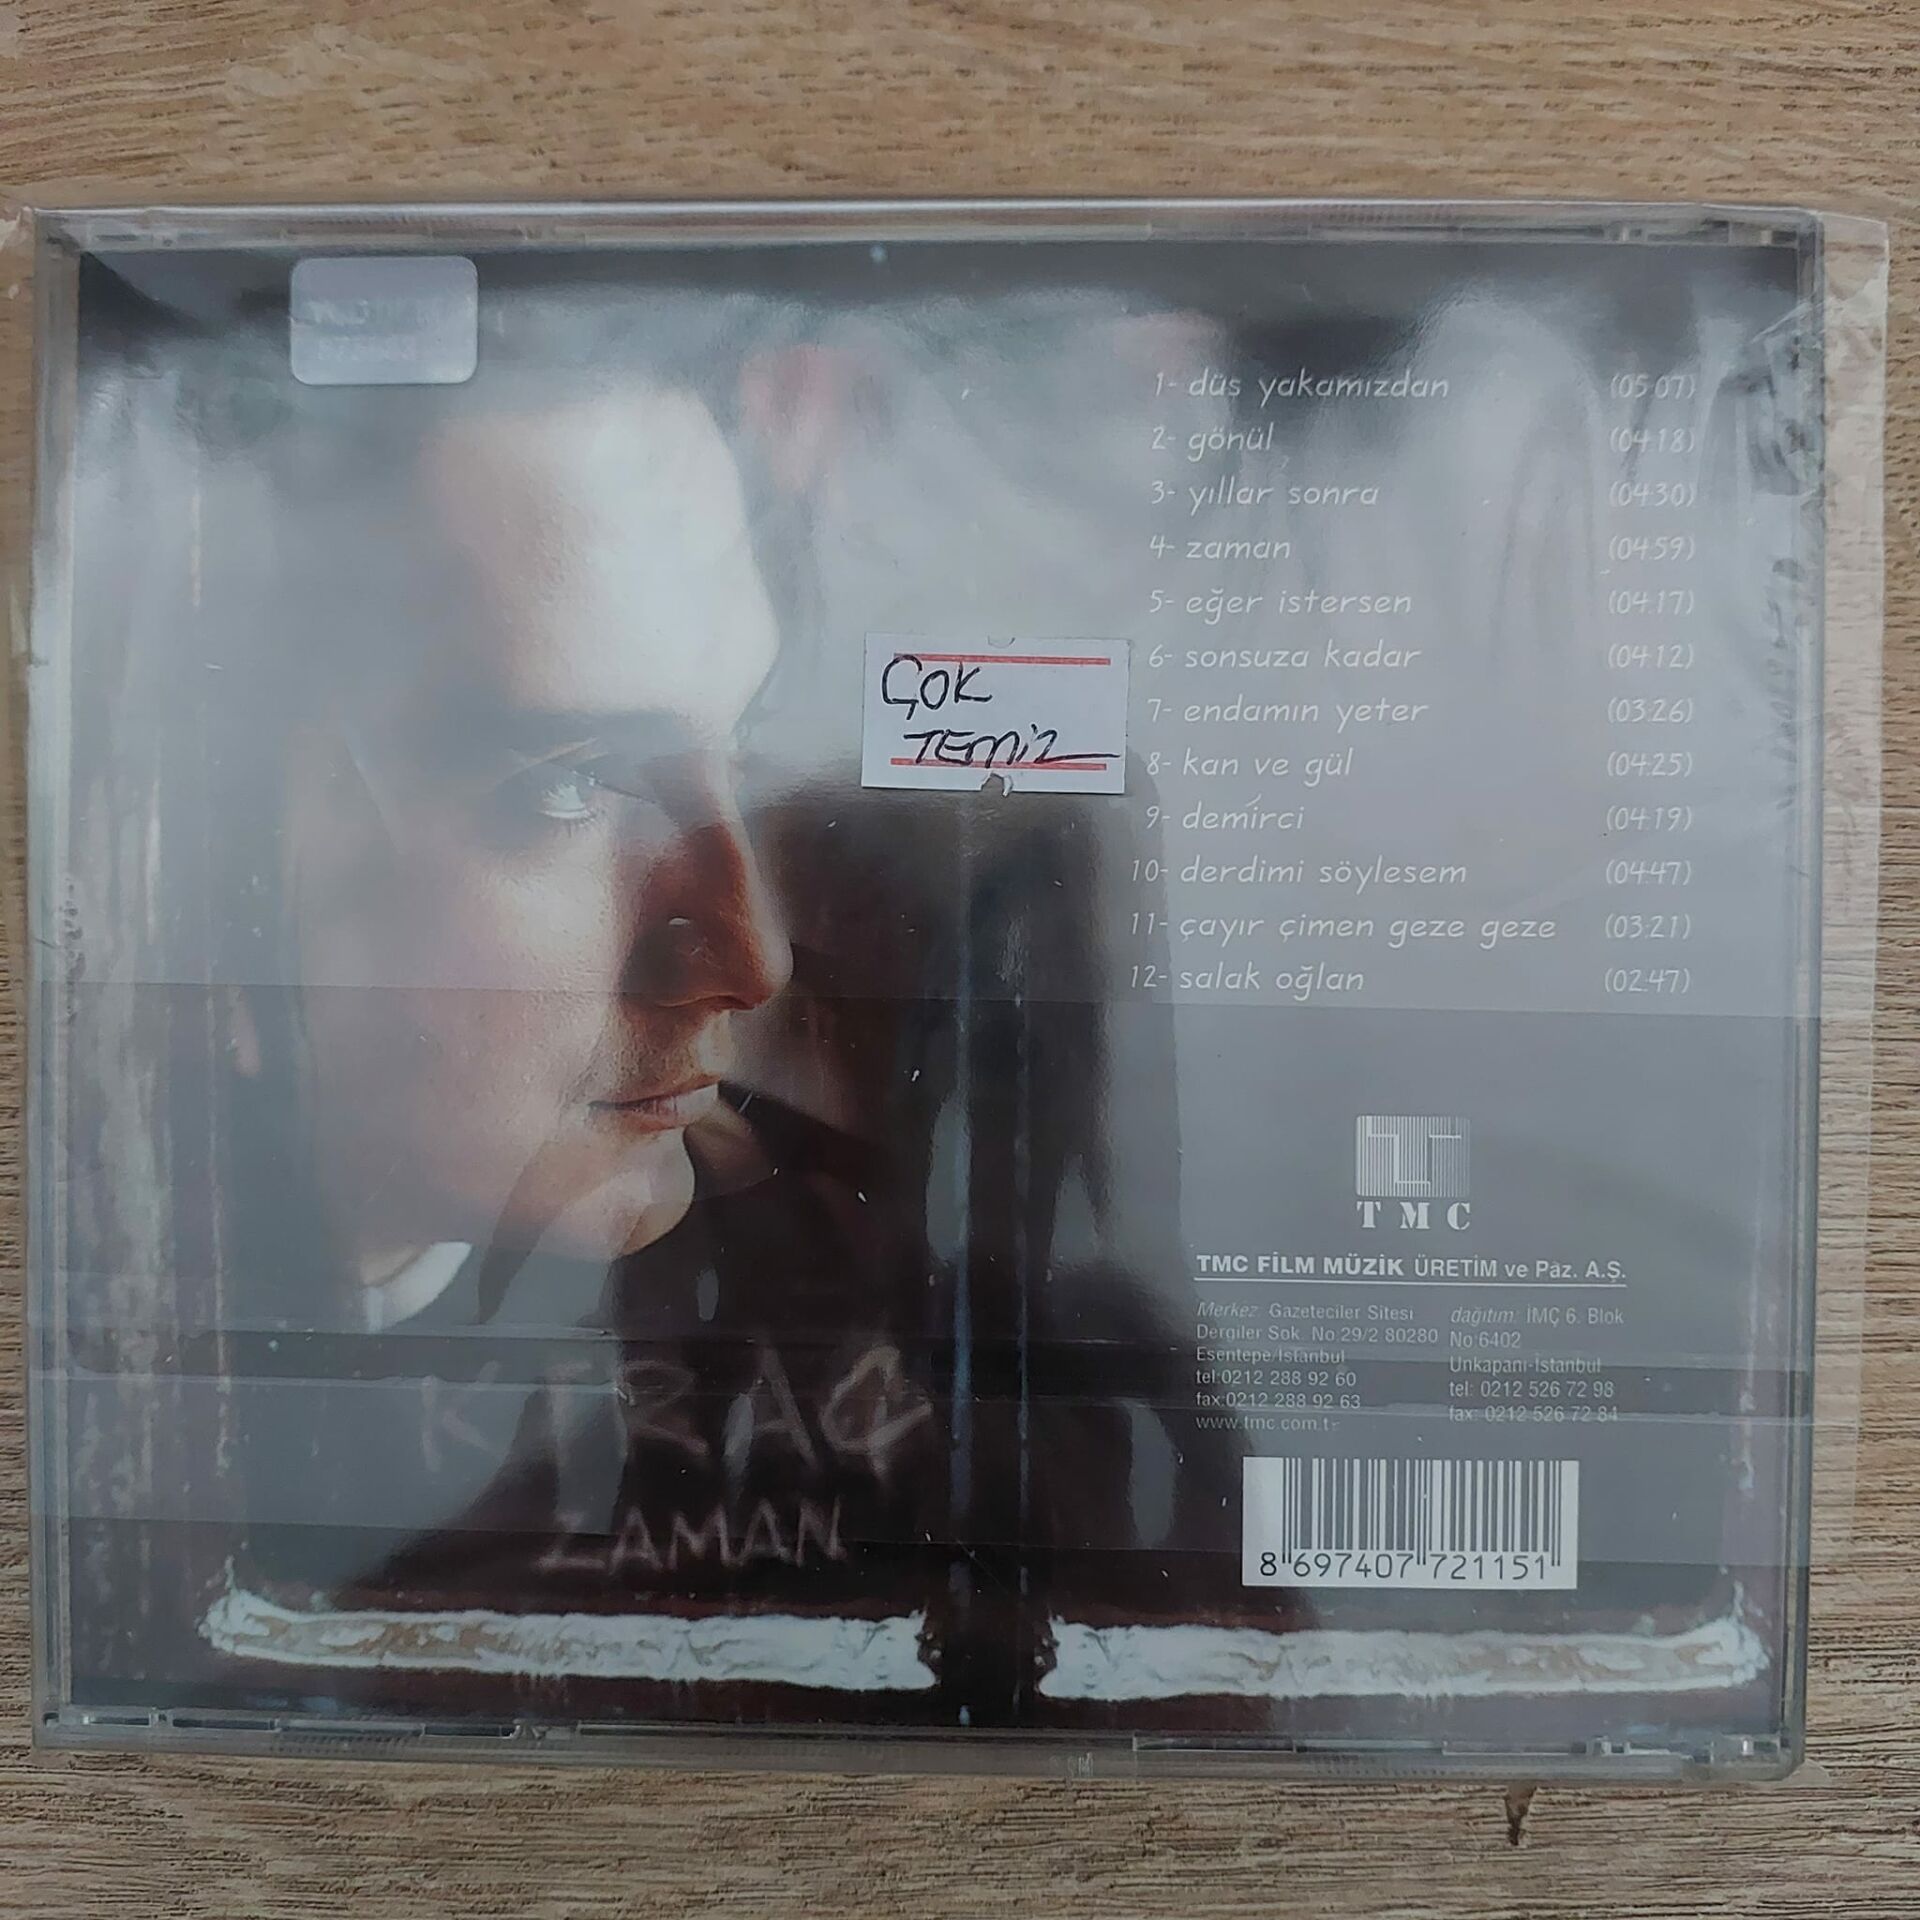 1- düs yakamızdan (05:07)
2- gönül (04:18)
3- yıllar sonra (04:30)
4- zaman (04:59)
5- eğer istersen (04:17)
6- sonsuza kadar (04:12)
7- endamın yeter (03:26)
8- kan ve gül (04:25)
9- demirci (04:19)
10- derdimi söylesem (04:47)
11- çayır çimen geze geze (03:21)
12- salak oğlan (02:47)
ÇOK
TEMiz
KIRAÇ
ZAMAN
TMC
TMC FİLM MÜZİK ÜRETİM ve Paz. A.Ş.
Merkez: Gazeteciler Sitesi
Dergiler Sok. No:29/2 80280
Esentepe/İstanbul
tel:0212 288 92 60
fax:0212 288 92 63
www.tmc.com.tr
dağıtım: İMÇ 6. Blok
No:6402
Unkapanı-İstanbul
tel: 0212 526 72 98
fax: 0212 526 72 84
8 697407 721151